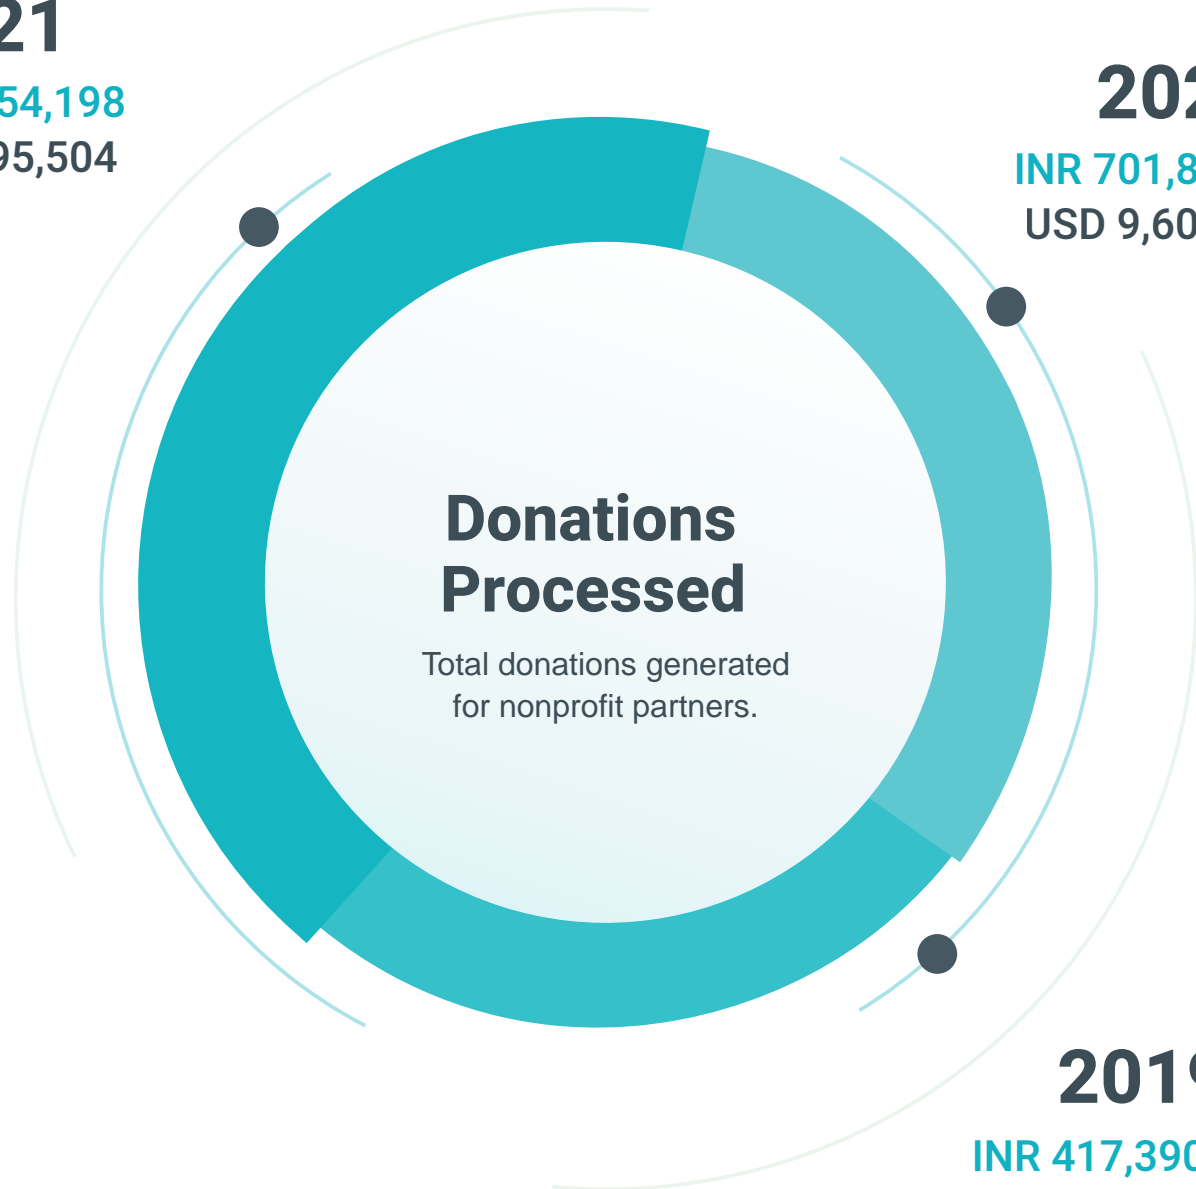 21
54,198
95,504
202
INR 701,8
USD 9,60
Donations
Processed
Total donations generated
for nonprofit partners.
2019
INR 417,390